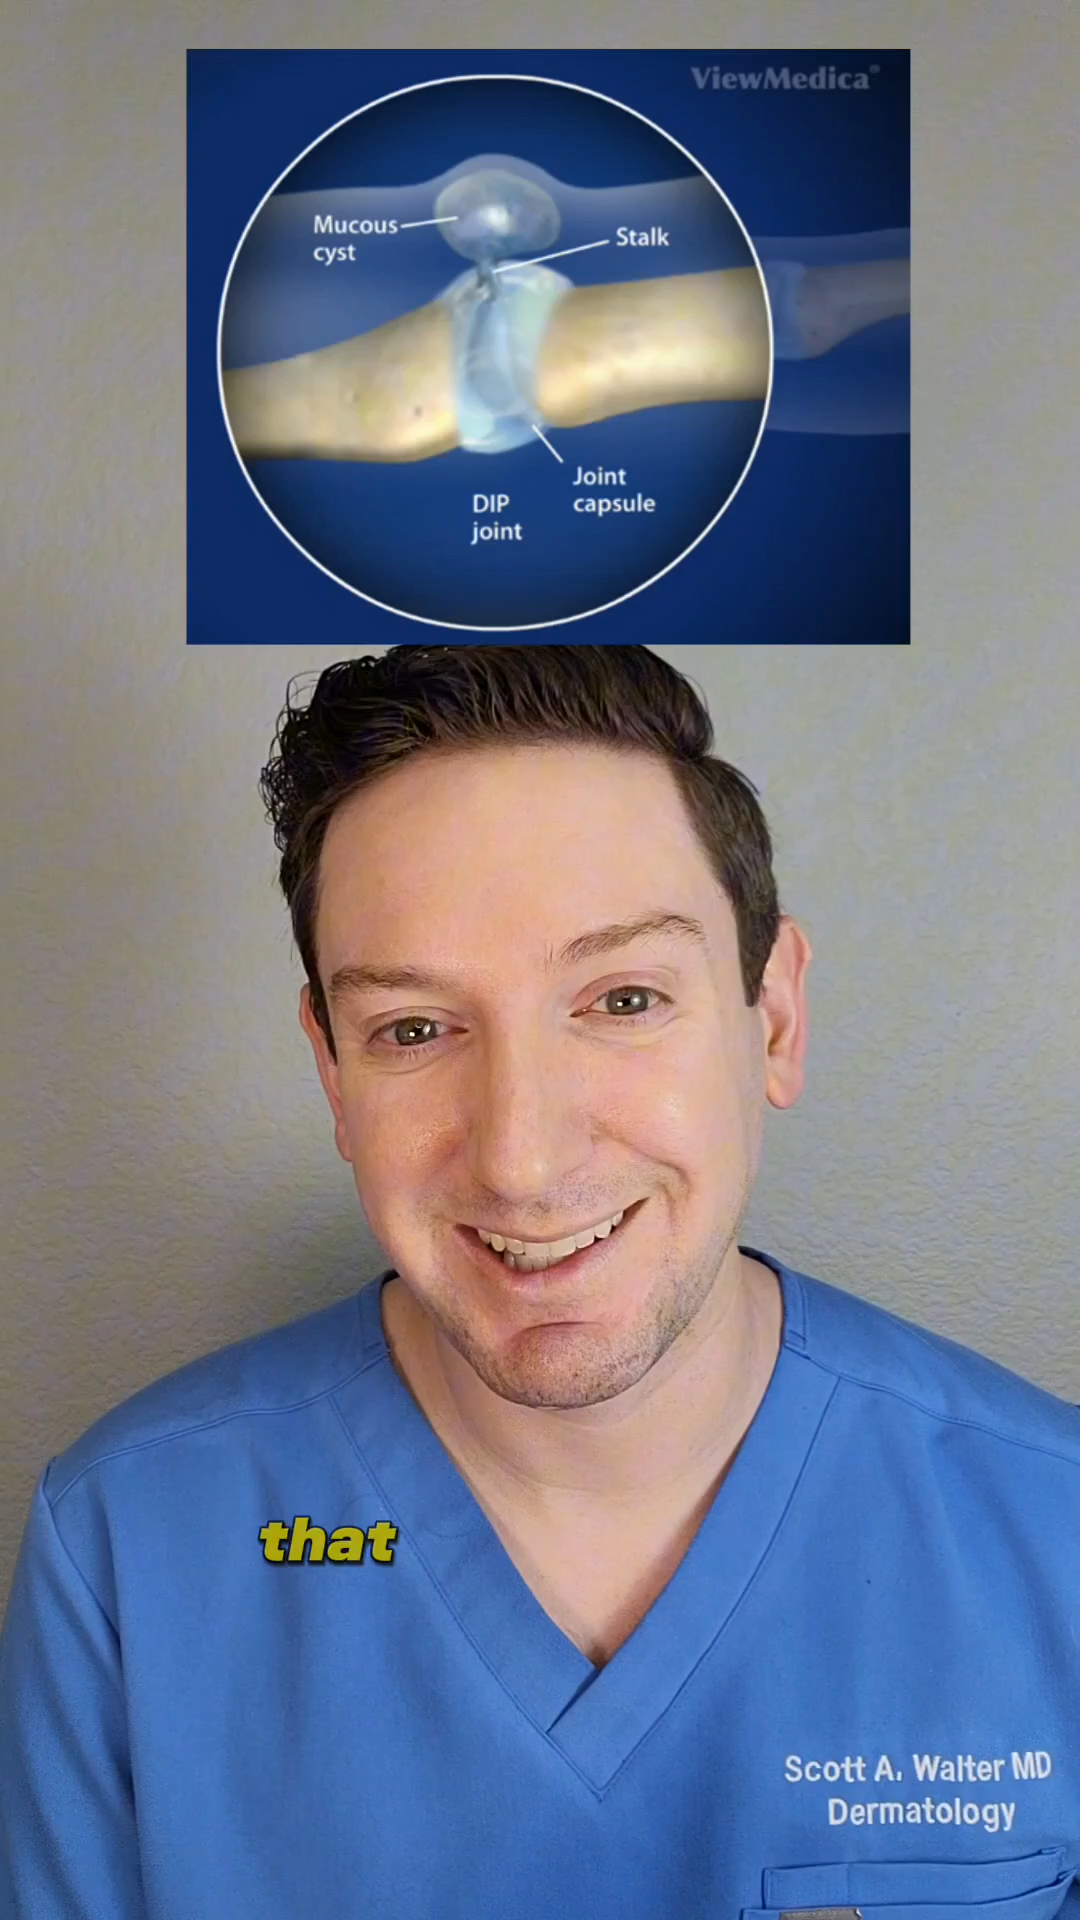 ViewMedica®
Mucous
cyst
Stalk
Joint
capsule
DIP
joint
that
Scott A. Walter MD
Dermatology